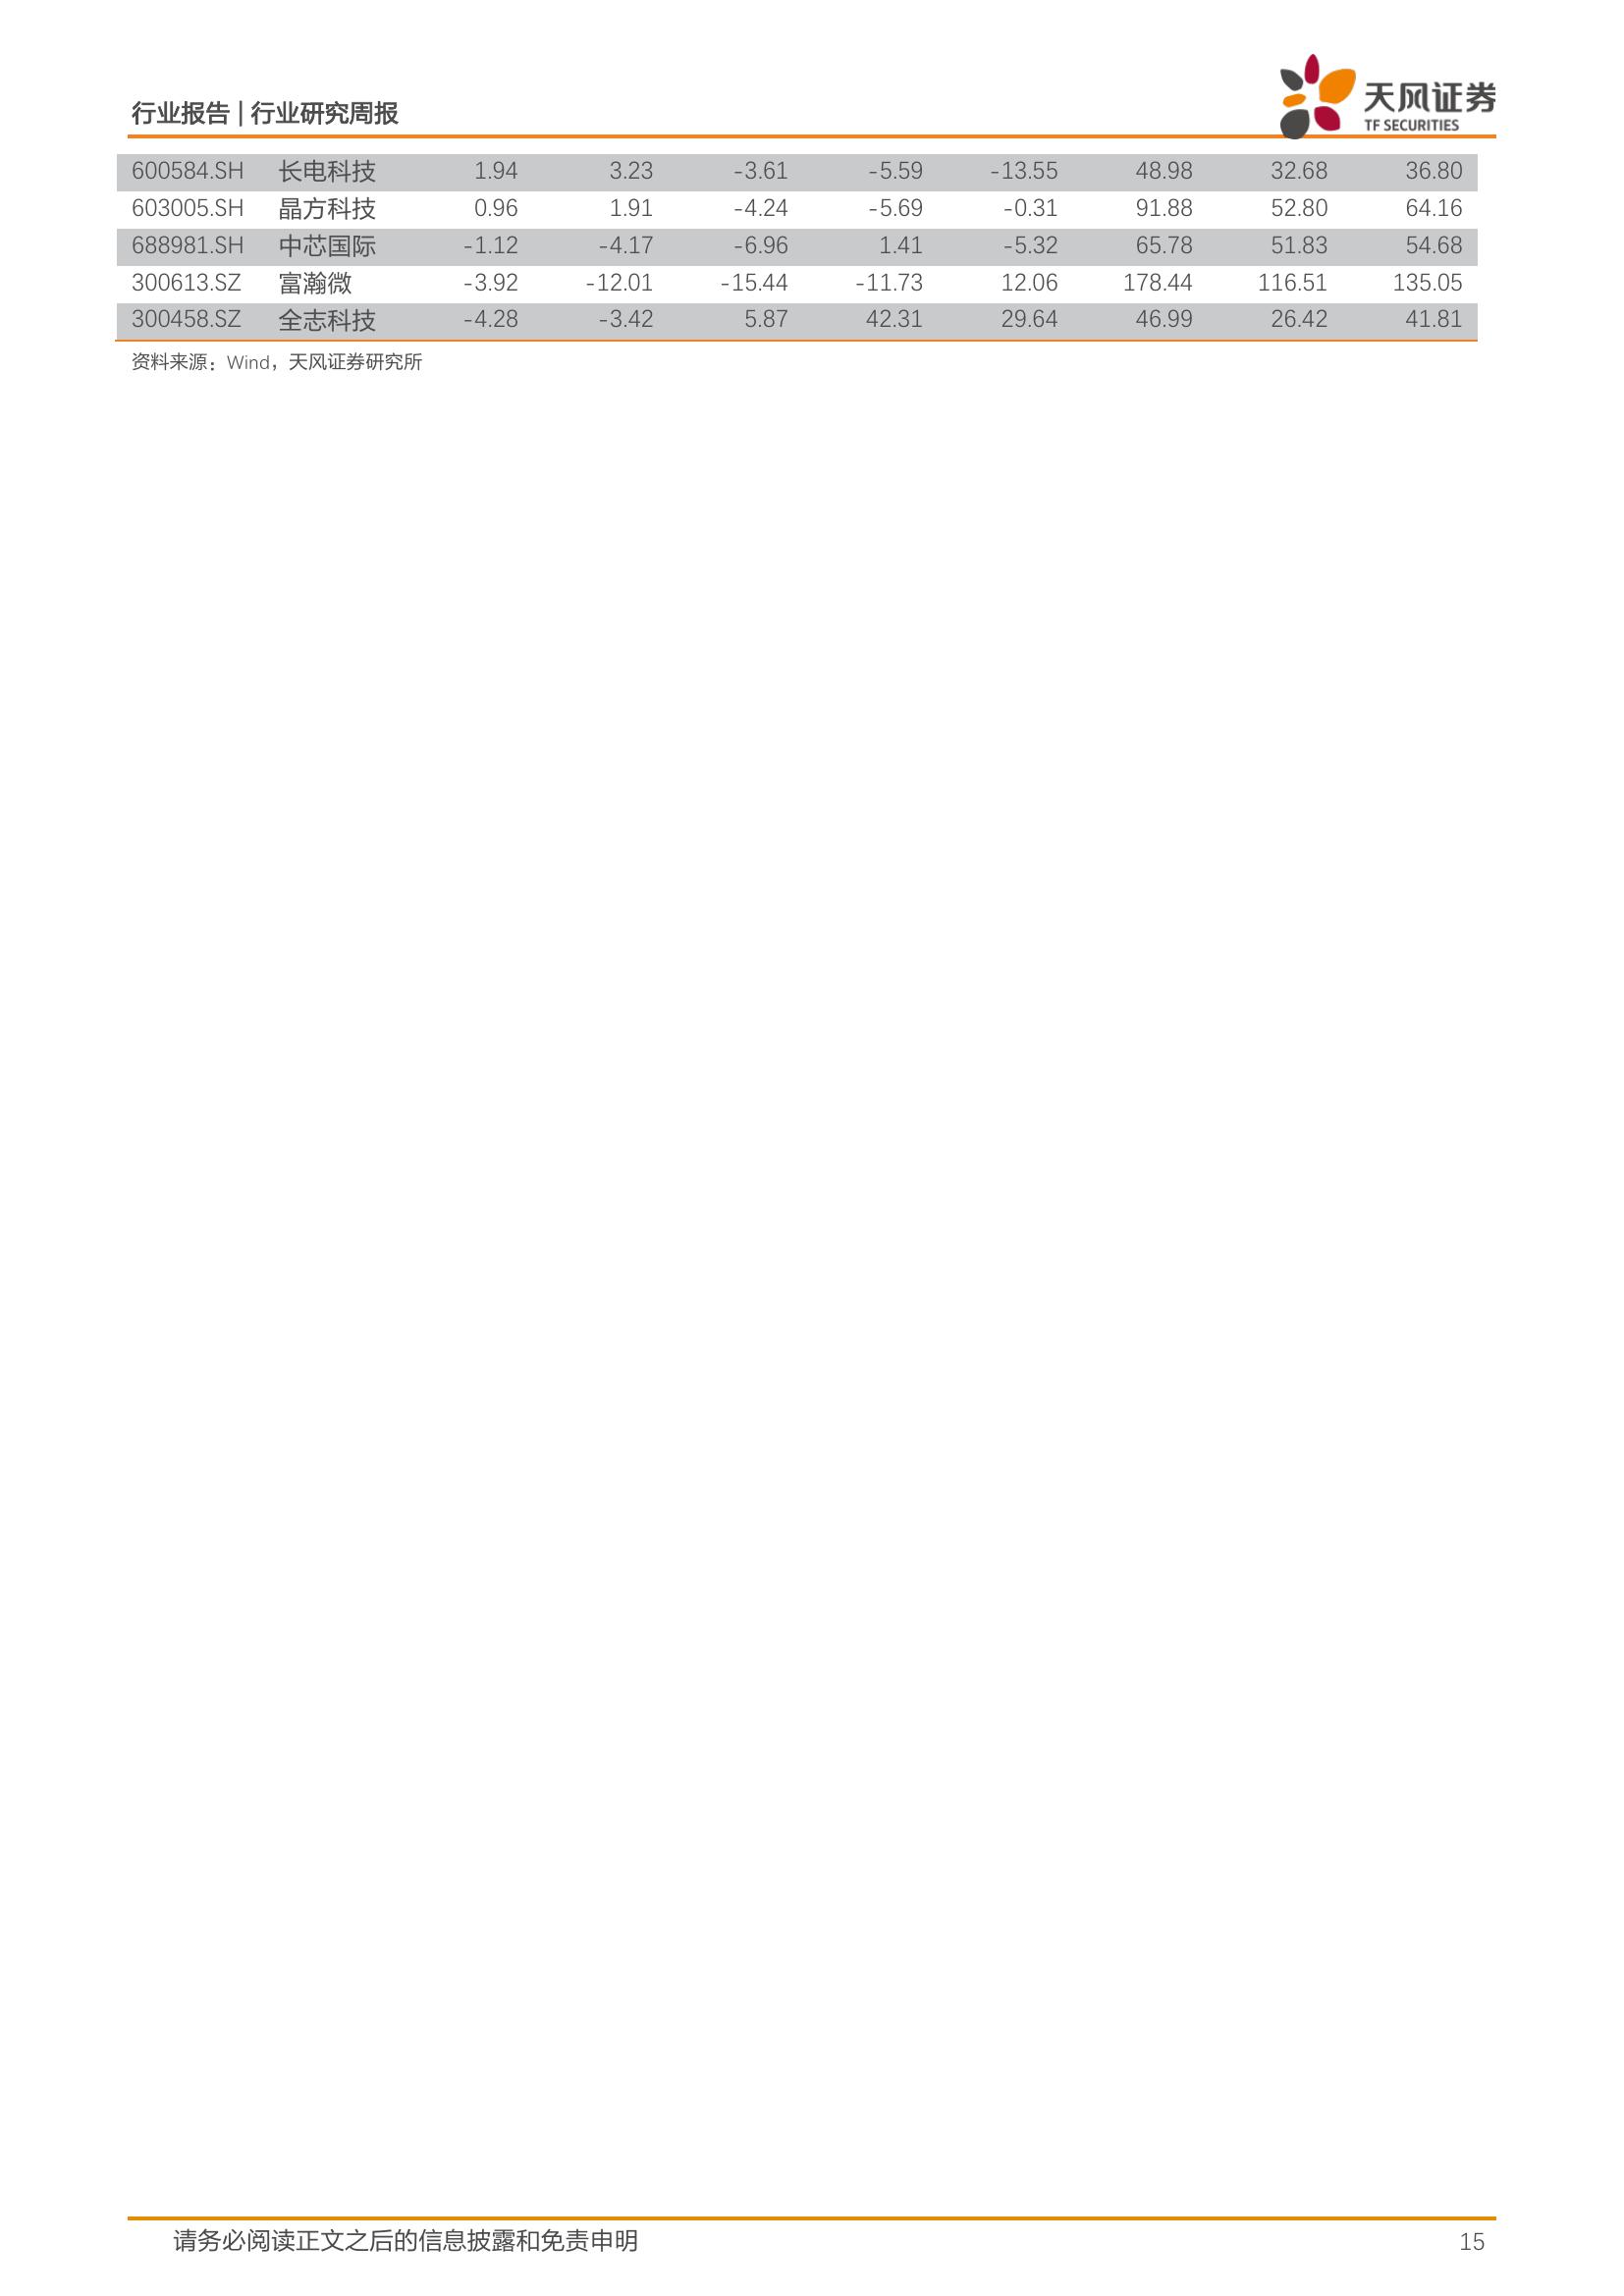 行业报告 | 行业研究周报
天风证券
TF SECURITIES
600584.SH 长电科技 1.94 3.23 -3.61 -5.59 -13.55 48.98 32.68 36.80
603005.SH 晶方科技 0.96 1.91 -4.24 -5.69 -0.31 91.88 52.80 64.16
688981.SH 中芯国际 -1.12 -4.17 -6.96 1.41 -5.32 65.78 51.83 54.68
300613.SZ 富瀚微 -3.92 -12.01 -15.44 -11.73 12.06 178.44 116.51 135.05
300458.SZ 全志科技 -4.28 -3.42 5.87 42.31 29.64 46.99 26.42 41.81
资料来源：Wind，天风证券研究所
请务必阅读正文之后的信息披露和免责申明 15